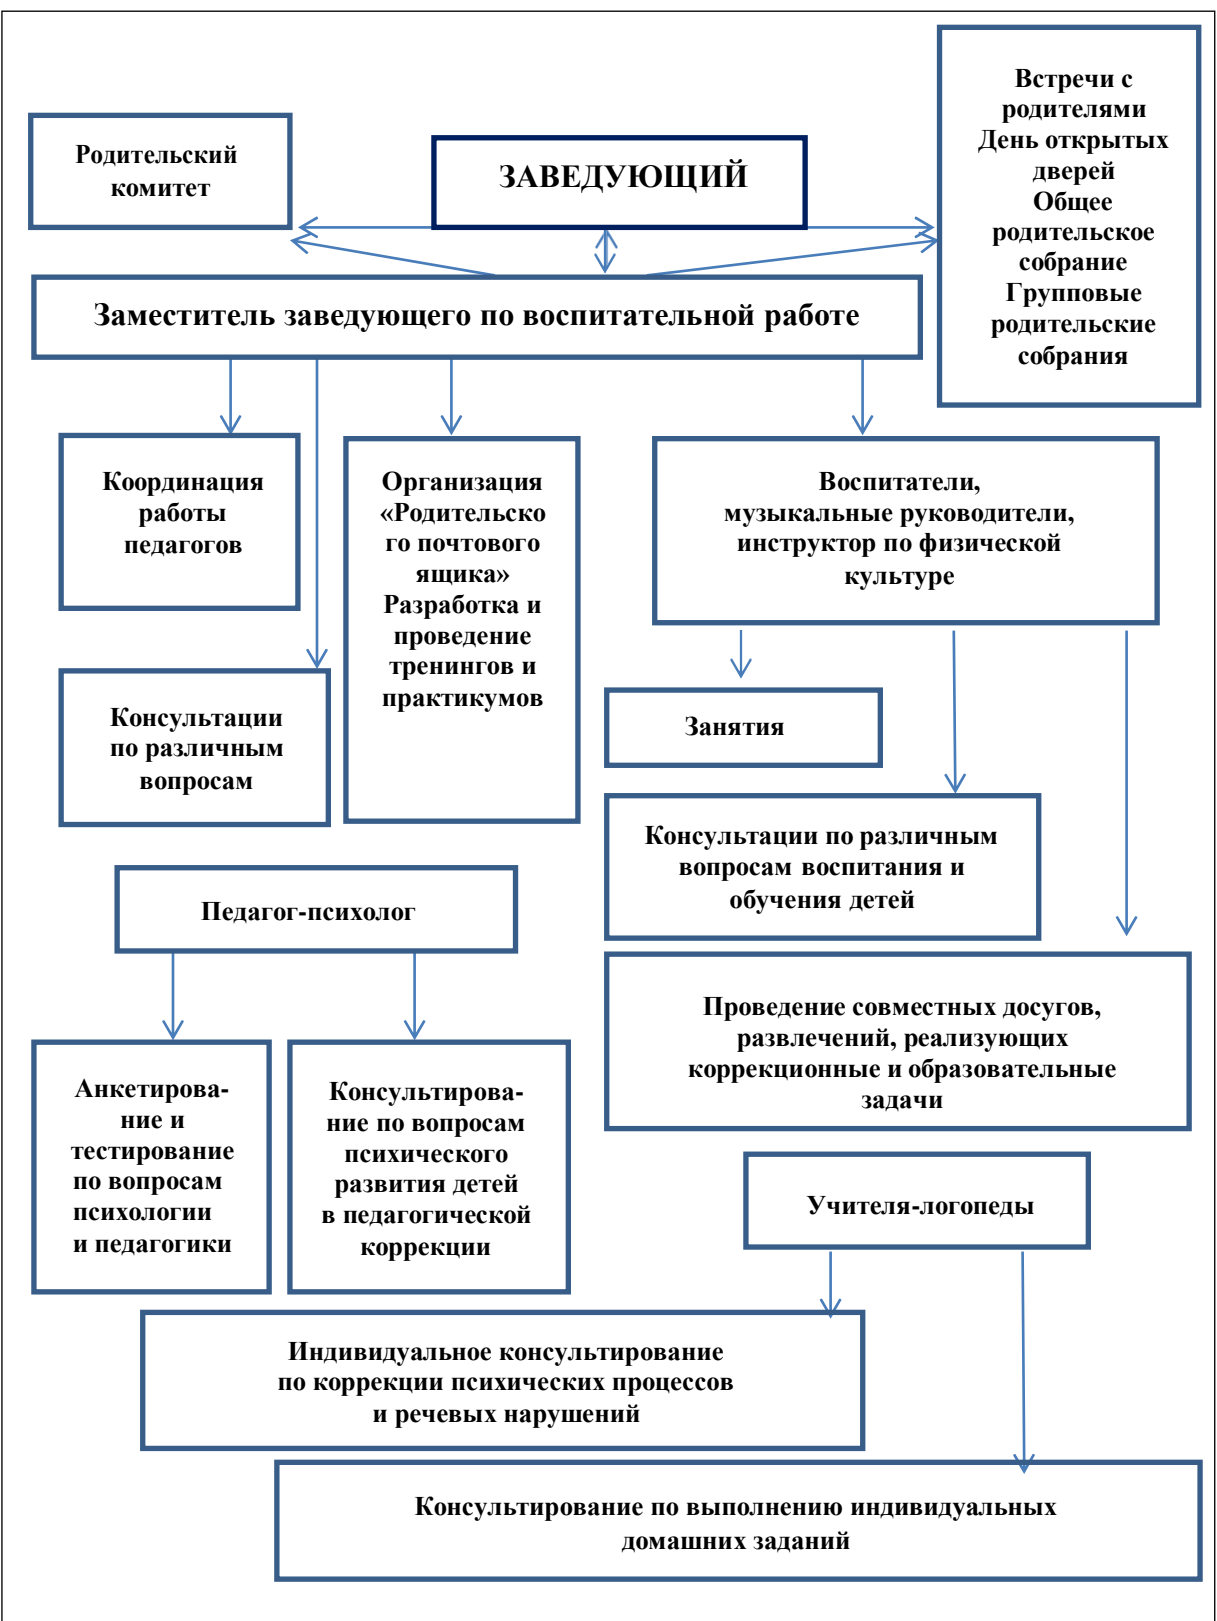 Родительский
комитет
ЗАВЕДУЮЩИЙ
Встречи с
родителями
День открытых
дверей
Общее
родительское
собрание
Групповые
родительские
собрания
Заместитель заведующего по воспитательной работе
Координация
работы
педагогов
Организация
«Родительско
го почтового
ящика»
Разработка и
проведение
тренингов и
практикумов
Воспитатели,
музыкальные руководители,
инструктор по физической
культуре
Консультации
по различным
вопросам
Занятия
Консультации по различным
вопросам воспитания и
обучения детей
Педагог-психолог
Проведение совместных досугов,
развлечений, реализующих
коррекционные и образовательные
задачи
Анкетирова-
ние и
тестирование
по вопросам
психологии
и педагогики
Консультирова-
ние по вопросам
психического
развития детей
в педагогической
коррекции
Учителя-логопеды
Индивидуальное консультирование
по коррекции психических процессов
и речевых нарушений
Консультирование по выполнению индивидуальных
домашних заданий